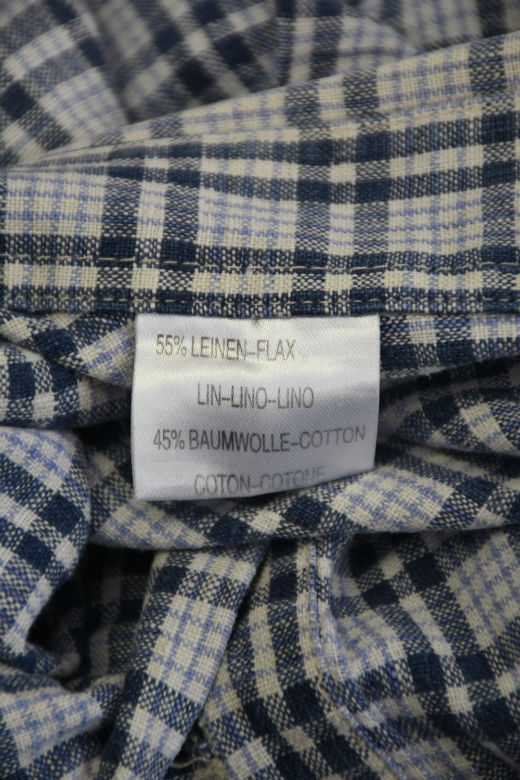 55% LEINEN-FLAX
LIN-LINO-LINO
45% BAUMWOLLE-COTTON
COTON-COTONE